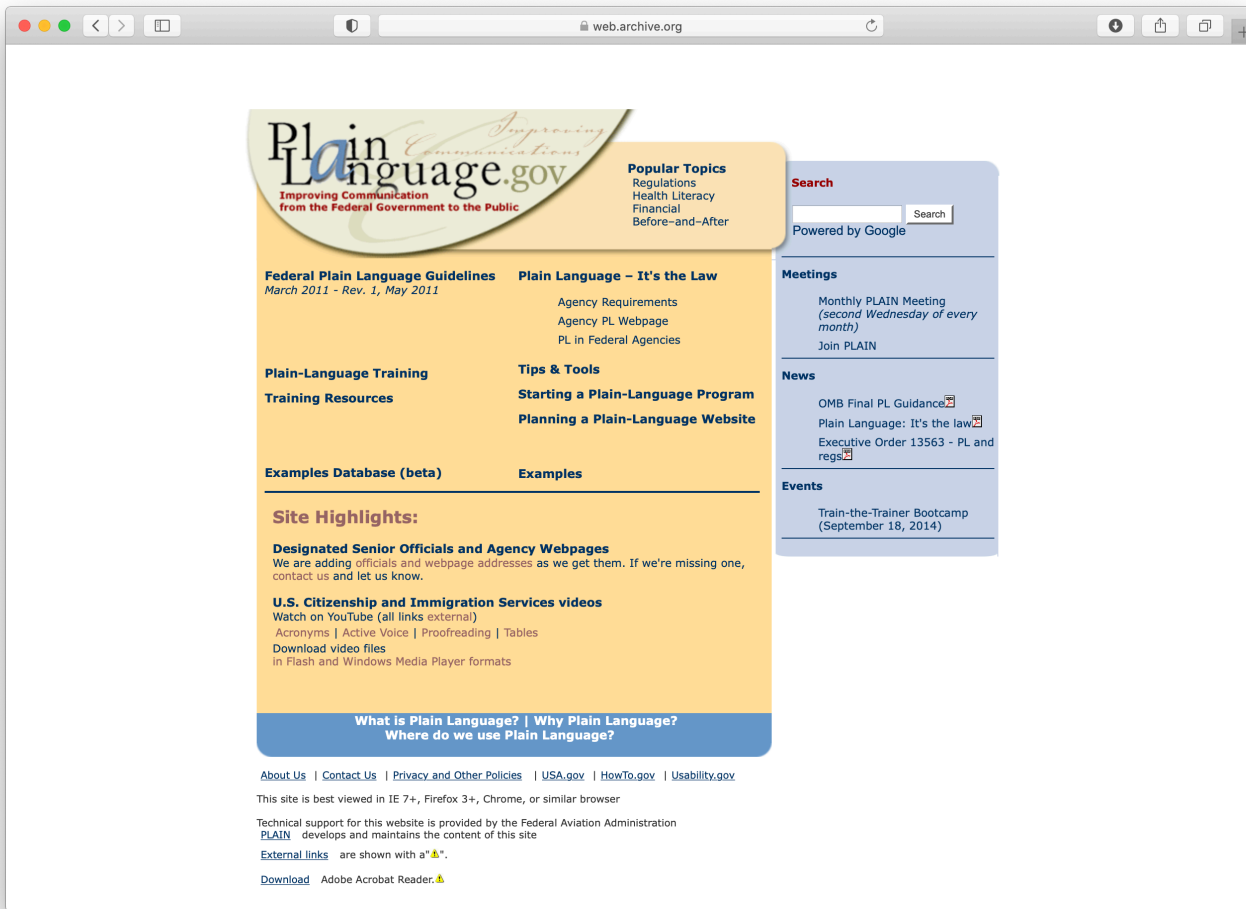 web.archive.org
Improving
Communications
Plain
Language.gov
Improving Communication
from the Federal Government to the Public
Popular Topics
Regulations
Health Literacy
Financial
Before–and–After
Federal Plain Language Guidelines
March 2011 - Rev. 1, May 2011
Plain-Language Training
Training Resources
Examples Database (beta)
Plain Language – It's the Law
Agency Requirements
Agency PL Webpage
PL in Federal Agencies
Tips & Tools
Starting a Plain-Language Program
Planning a Plain-Language Website
Examples
Site Highlights:
Designated Senior Officials and Agency Webpages
We are adding officials and webpage addresses as we get them. If we're missing one,
contact us and let us know.
U.S. Citizenship and Immigration Services videos
Watch on YouTube (all links external)
Acronyms | Active Voice | Proofreading | Tables
Download video files
in Flash and Windows Media Player formats
What is Plain Language? | Why Plain Language?
Where do we use Plain Language?
Search
Search
Powered by Google
Meetings
Monthly PLAIN Meeting
(second Wednesday of every
month)
Join PLAIN
News
OMB Final PL Guidance
Plain Language: It's the law
Executive Order 13563 - PL and
regs
Events
Train-the-Trainer Bootcamp
(September 18, 2014)
About Us | Contact Us | Privacy and Other Policies | USA.gov | HowTo.gov | Usability.gov
This site is best viewed in IE 7+, Firefox 3+, Chrome, or similar browser
Technical support for this website is provided by the Federal Aviation Administration
PLAIN develops and maintains the content of this site
External links are shown with a"⚠".
Download Adobe Acrobat Reader.